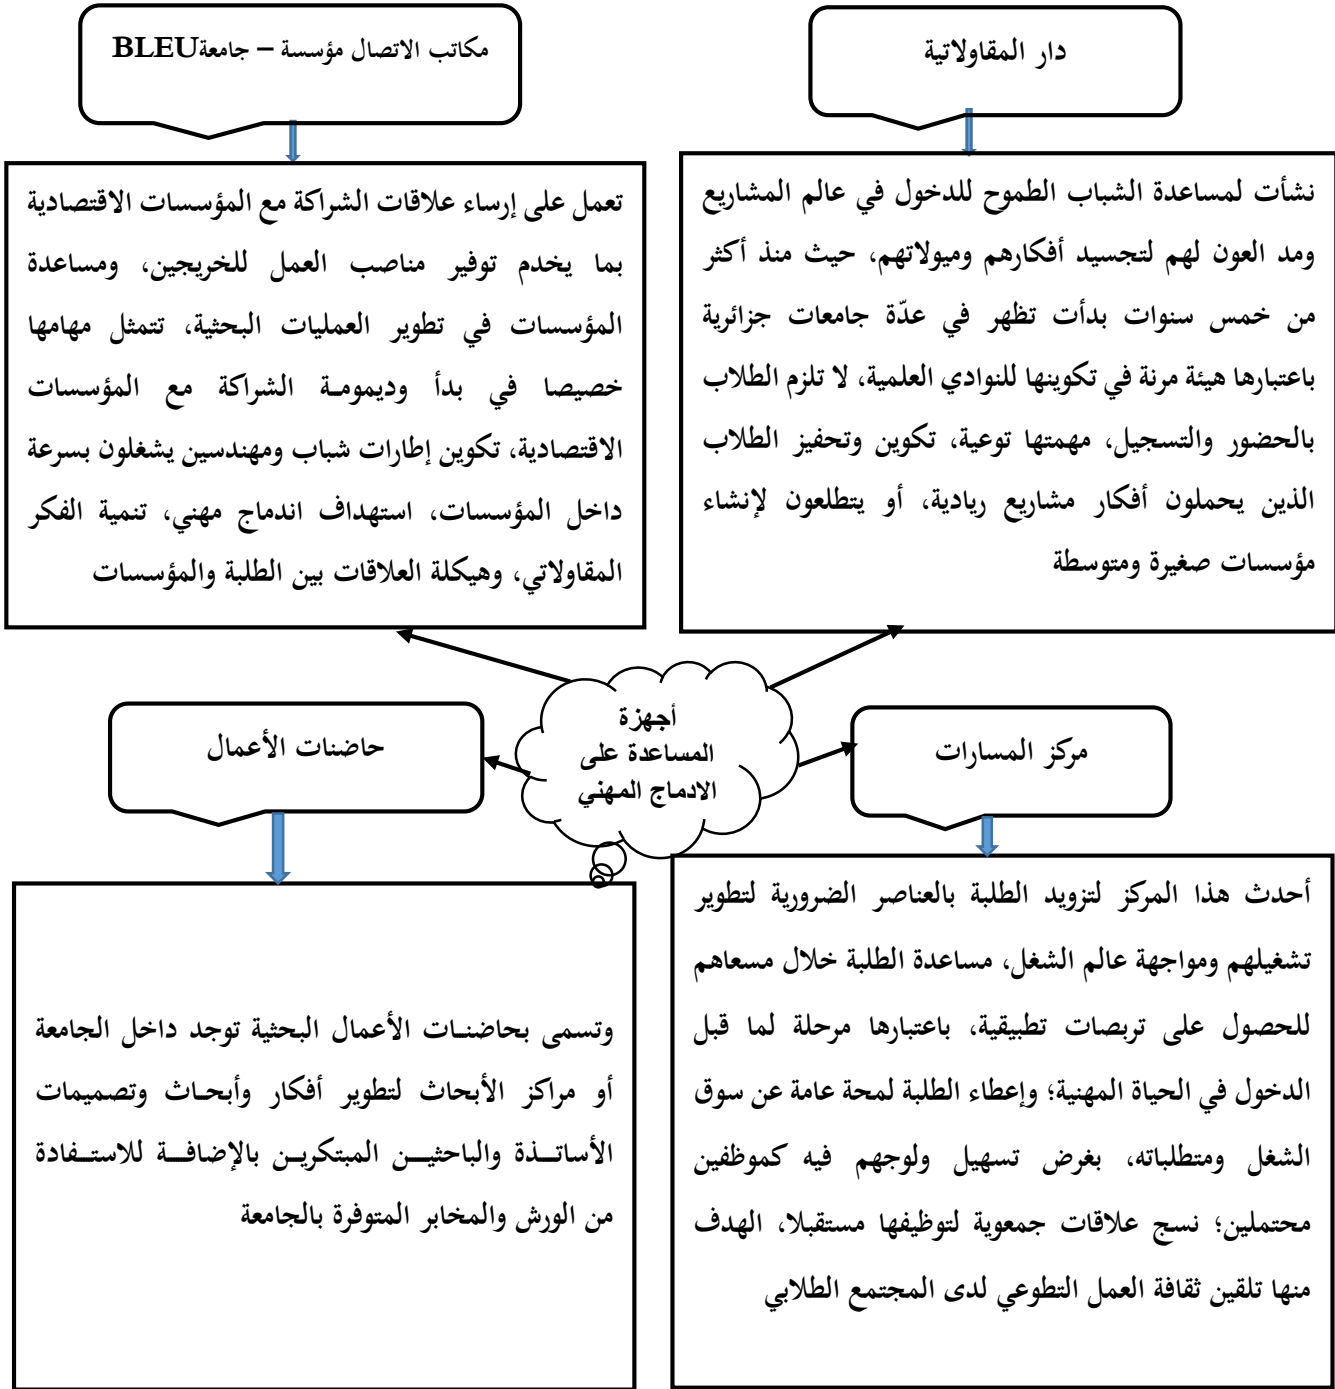 دار المقاولاتية
نشأت لمساعدة الشباب الطموح للدخول في عالم المشاريع
ومد العون لهم لتجسيد أفكارهم وميولاتهم، حيث منذ أكثر
من خمس سنوات بدأت تظهر في عدّة جامعات جزائرية
باعتبارها هيئة مرنة في تكوينها للنوادي العلمية، لا تلزم الطلاب
بالحضور والتسجيل، مهمتها توعية، تكوين وتحفيز الطلاب
الذين يحملون أفكار مشاريع ريادية، أو يتطلعون لإنشاء
مؤسسات صغيرة ومتوسطة
مكاتب الاتصال مؤسسة – جامعةBLEU
تعمل على إرساء علاقات الشراكة مع المؤسسات الاقتصادية
بما يخدم توفير مناصب العمل للخريجين، ومساعدة
المؤسسات في تطوير العمليات البحثية، تتمثل مهامها
خصيصا في بدأ وديمومـة الشراكة مع المؤسسات
الاقتصادية، تكوين إطارات شباب ومهندسين يشغلون بسرعة
داخل المؤسسات، استهداف اندماج مهني، تنمية الفكر
المقاولاتي، وهيكلة العلاقات بين الطلبة والمؤسسات
أجهزة
المساعدة على
الادماج المهني
مركز المسارات
أحدث هذا المركز لتزويد الطلبة بالعناصر الضرورية لتطوير
تشغيلهم ومواجهة عالم الشغل، مساعدة الطلبة خلال مسعاهم
للحصول على تربصات تطبيقية، باعتبارها مرحلة لما قبل
الدخول في الحياة المهنية؛ وإعطاء الطلبة لمحة عامة عن سوق
الشغل ومتطلباته، بغرض تسهيل ولوجهم فيه كموظفين
محتملين؛ نسج علاقات جمعوية لتوظيفها مستقبلا، الهدف
منها تلقين ثقافة العمل التطوعي لدى المجتمع الطلابي
حاضنات الأعمال
وتسمى بحاضنـات الأعمال البحثية توجد داخل الجامعة
أو مراكز الأبحاث لتطوير أفكار وأبحـاث وتصميمات
الأساتــذة والباحثيــن المبتكريـن بالإضافــة للاستــفادة
من الورش والمخابر المتوفرة بالجامعة